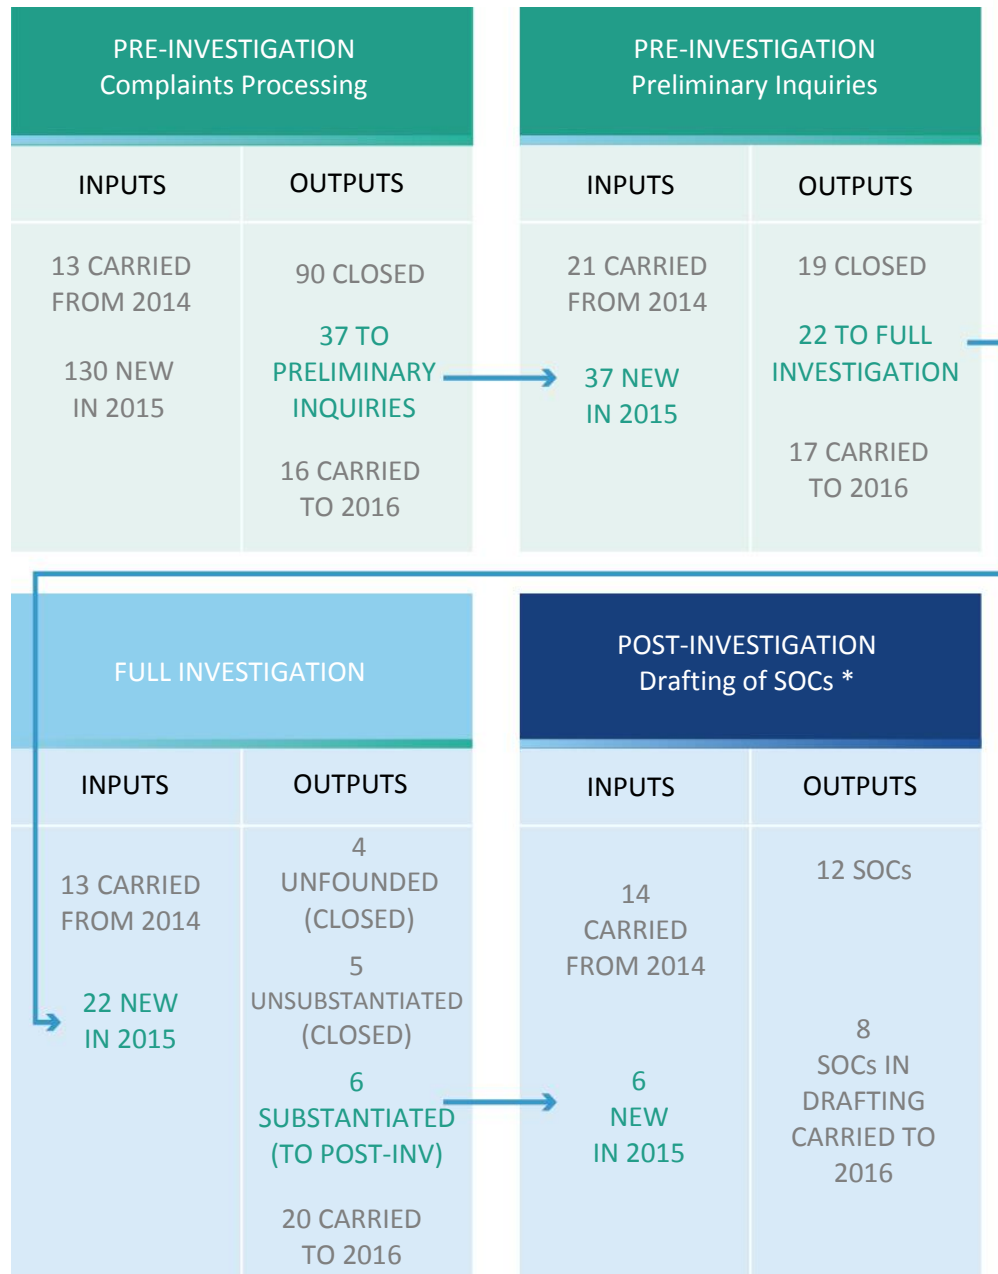 PRE-INVESTIGATION
Complaints Processing
INPUTS
OUTPUTS
13 CARRIED
FROM 2014
130 NEW
IN 2015
90 CLOSED
37 TO
PRELIMINARY
INQUIRIES
16 CARRIED
TO 2016
PRE-INVESTIGATION
Preliminary Inquiries
INPUTS
OUTPUTS
21 CARRIED
FROM 2014
37 NEW
IN 2015
19 CLOSED
22 TO FULL
INVESTIGATION
17 CARRIED
TO 2016
FULL INVESTIGATION
INPUTS
OUTPUTS
13 CARRIED
FROM 2014
22 NEW
IN 2015
4
UNFOUNDED
(CLOSED)
5
UNSUBSTANTIATED
(CLOSED)
6
SUBSTANTIATED
(TO POST-INV)
20 CARRIED
TO 2016
POST-INVESTIGATION
Drafting of SOCs *
INPUTS
OUTPUTS
14
CARRIED
FROM 2014
6
NEW
IN 2015
12 SOCs
8
SOCs IN
DRAFTING
CARRIED TO
2016